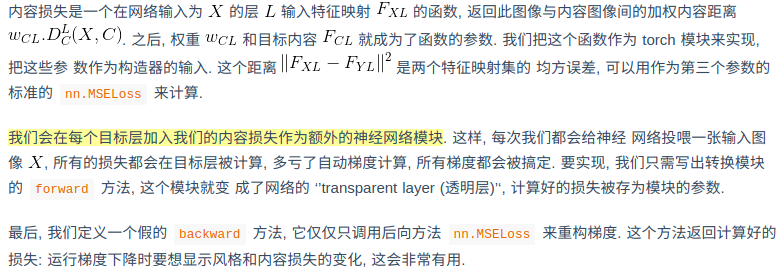 内容损失是一个在网络输入为 X 的层 L 输入特征映射 F_{XL} 的函数, 返回此图像与内容图像间的加权内容距离
w_{CL}.D_C^L(X, C). 之后, 权重 w_{CL} 和目标内容 F_{CL} 就成为了函数的参数. 我们把这个函数作为 torch 模块来实现,
把这些参 数作为构造器的输入. 这个距离 ||F_{XL} − F_{YL}||^2 是两个特征映射集的 均方误差, 可以用作为第三个参数的
标准的 nn.MSELoss 来计算.
我们会在每个目标层加入我们的内容损失作为额外的神经网络模块. 这样, 每次我们都会给神经 网络投喂一张输入图
像 X, 所有的损失都会在目标层被计算, 多亏了自动梯度计算, 所有梯度都会被搞定. 要实现, 我们只需写出转换模块
的 forward 方法, 这个模块就变 成了网络的 ‘’transparent layer (透明层)’‘, 计算好的损失被存为模块的参数.
最后, 我们定义一个假的 backward 方法, 它仅仅只调用后向方法 nn.MSELoss 来重构梯度. 这个方法返回计算好的
损失: 运行梯度下降时要想显示风格和内容损失的变化, 这会非常有用.